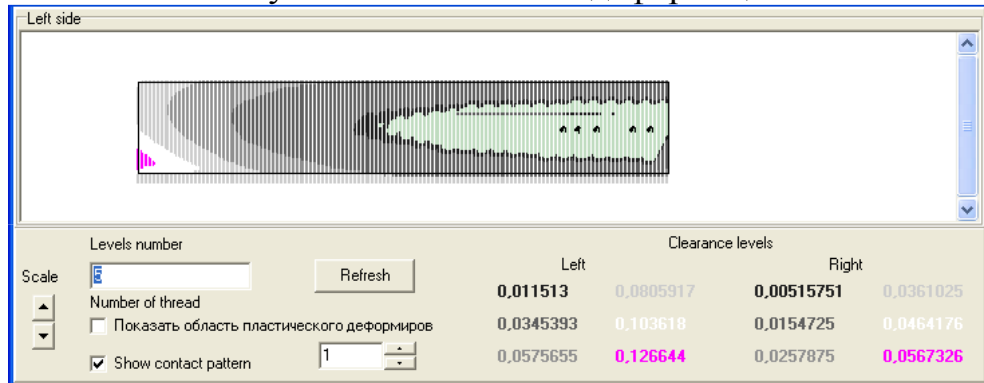 Left side
Levels number
Clearance levels
Scale
5
Refresh
Left
Right
0,011513 0,0805917 0,00515751 0,0361025
Number of thread
Показать область пластического деформиров
0,0345393 0,103618 0,0154725 0,0464176
Show contact pattern
1
0,0575655 0,126644 0,0257875 0,0567326